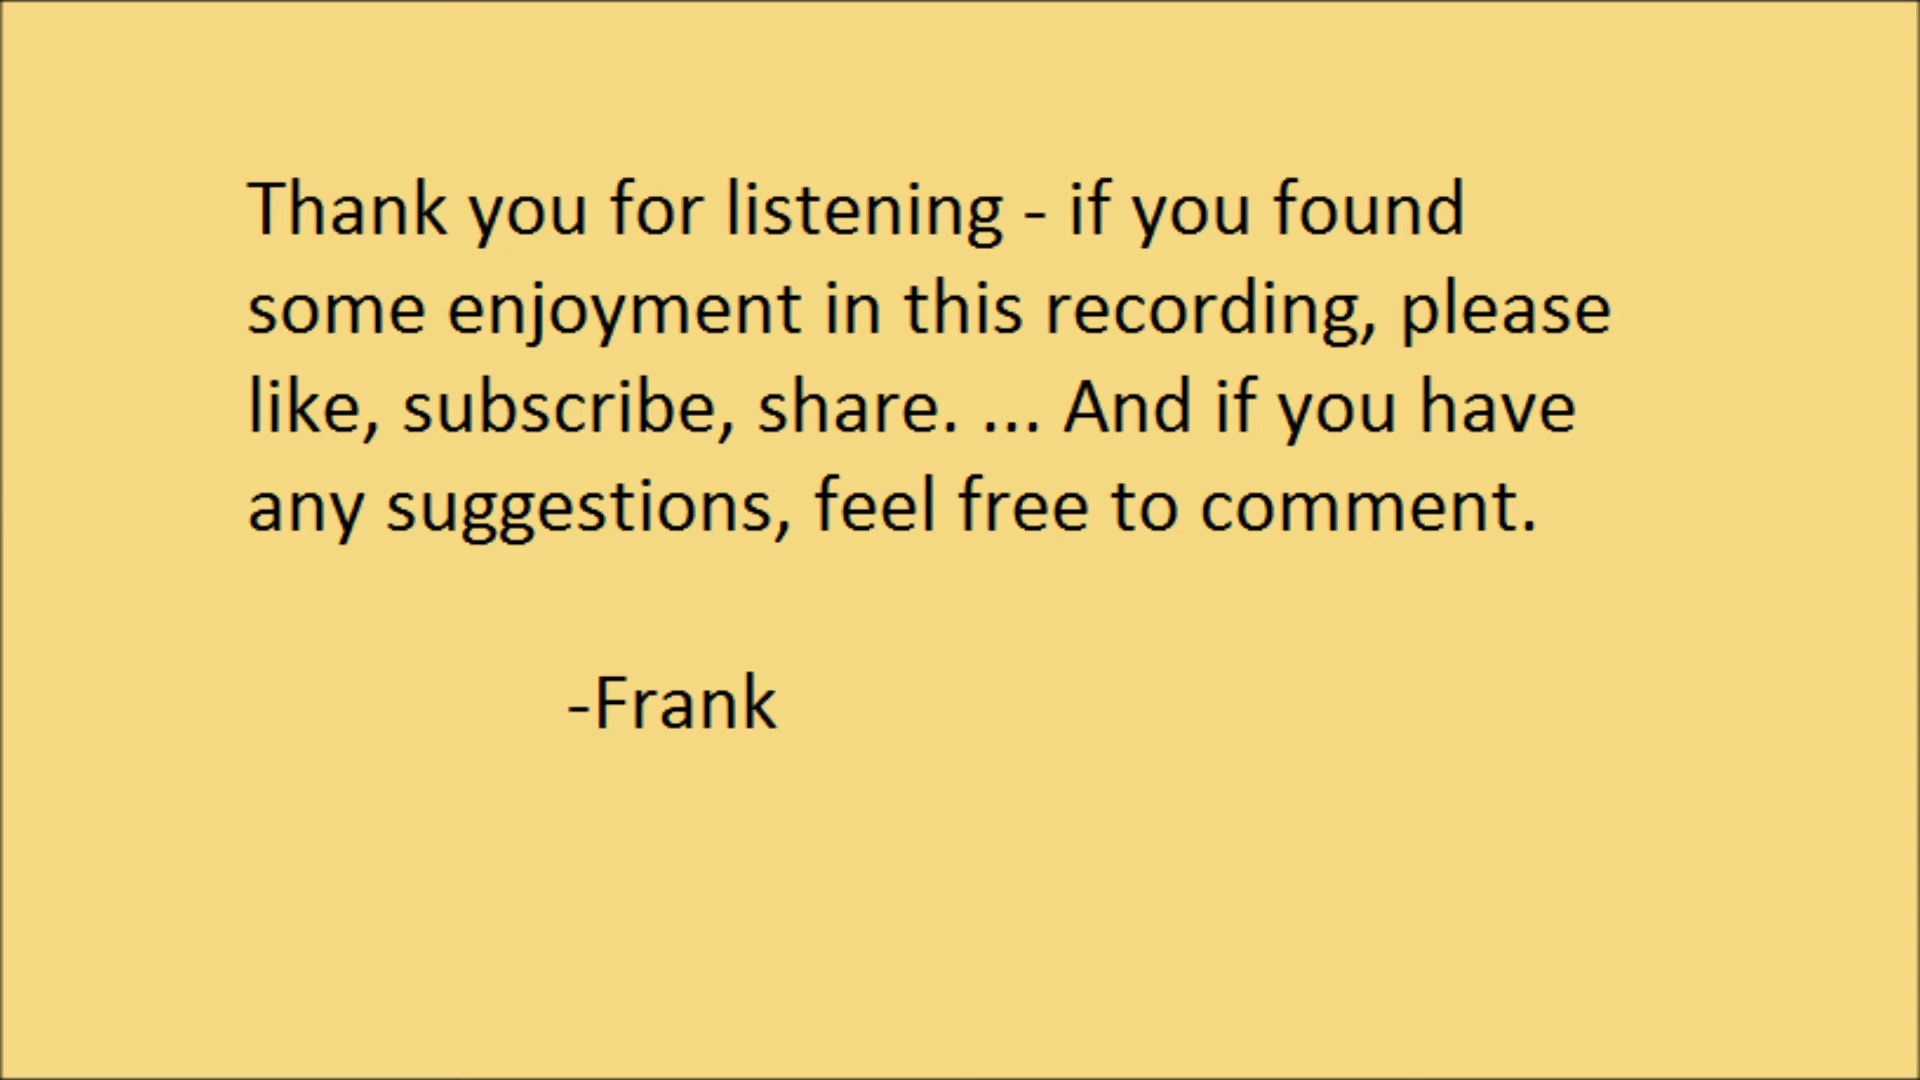 Thank you for listening - if you found
some enjoyment in this recording, please
like, subscribe, share. ... And if you have
any suggestions, feel free to comment.
-Frank